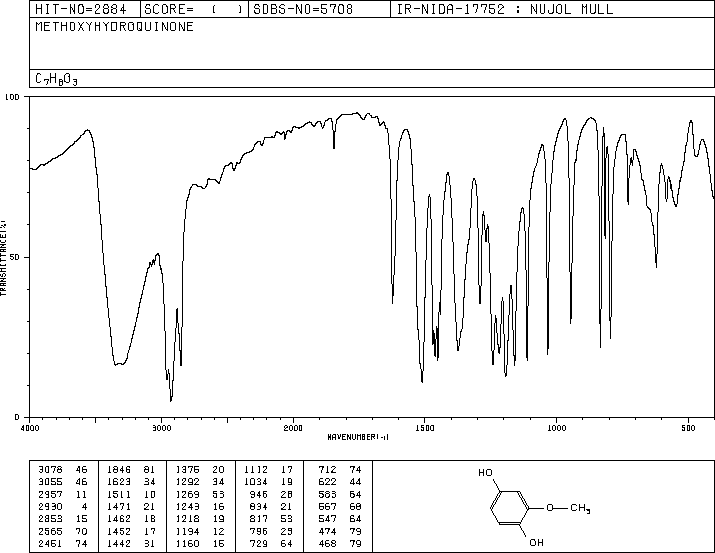 HIT-NO=2884 SCORE= ( ) SDBS-NO=5708 IR-NIDA-17752 : NUJOL MULL
METHOXYHYDROQUINONE
C7H8O3
100
50
0
TRANSMITTANCE(%)
4000 3000 2000 1500 1000 500
WAVENUMBER(-1)
3078 46 1846 81 1376 20 1112 17 712 74
3055 46 1623 34 1292 34 1034 19 622 44
2957 11 1511 10 1269 53 946 28 583 64
2930 4 1471 21 1243 16 834 21 567 68
2853 15 1462 18 1218 19 817 53 547 64
2565 70 1452 17 1194 12 796 23 474 79
2451 74 1442 31 1160 16 729 64 468 79
HO
O CH3
OH